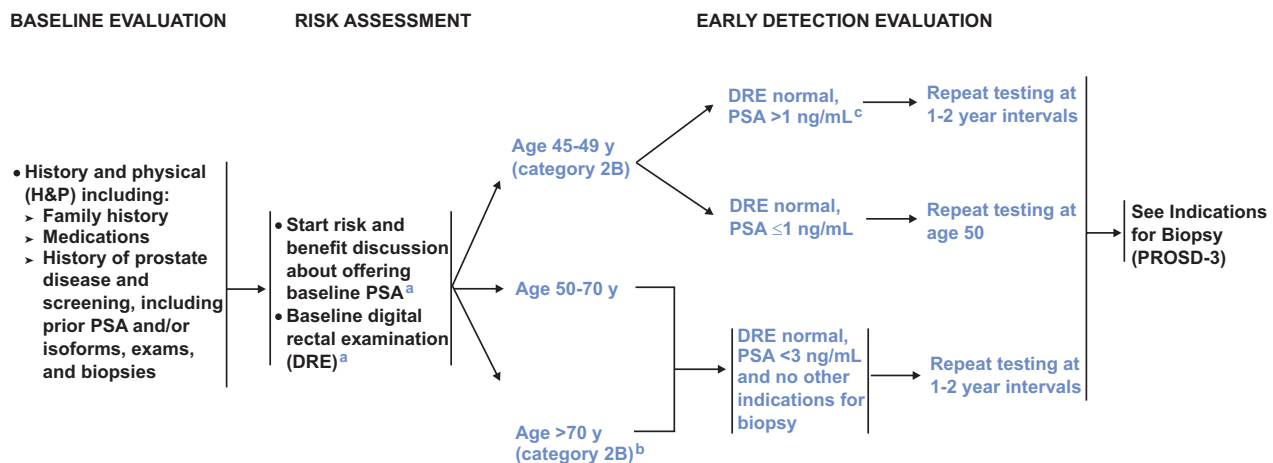 BASELINE EVALUATION
RISK ASSESSMENT
EARLY DETECTION EVALUATION
• History and physical
(H&P) including:
➤ Family history
➤ Medications
➤ History of prostate
disease and
screening, including
prior PSA and/or
isoforms, exams,
and biopsies
• Start risk and
benefit discussion
about offering
baseline PSA a
• Baseline digital
rectal examination
(DRE) a
Age 45-49 y
(category 2B)
DRE normal,
PSA >1 ng/mL c
Repeat testing at
1-2 year intervals
DRE normal,
PSA ≤1 ng/mL
Repeat testing at
age 50
Age 50-70 y
Age >70 y
(category 2B) b
DRE normal,
PSA <3 ng/mL
and no other
indications for
biopsy
Repeat testing at
1-2 year intervals
See Indications
for Biopsy
(PROSD-3)